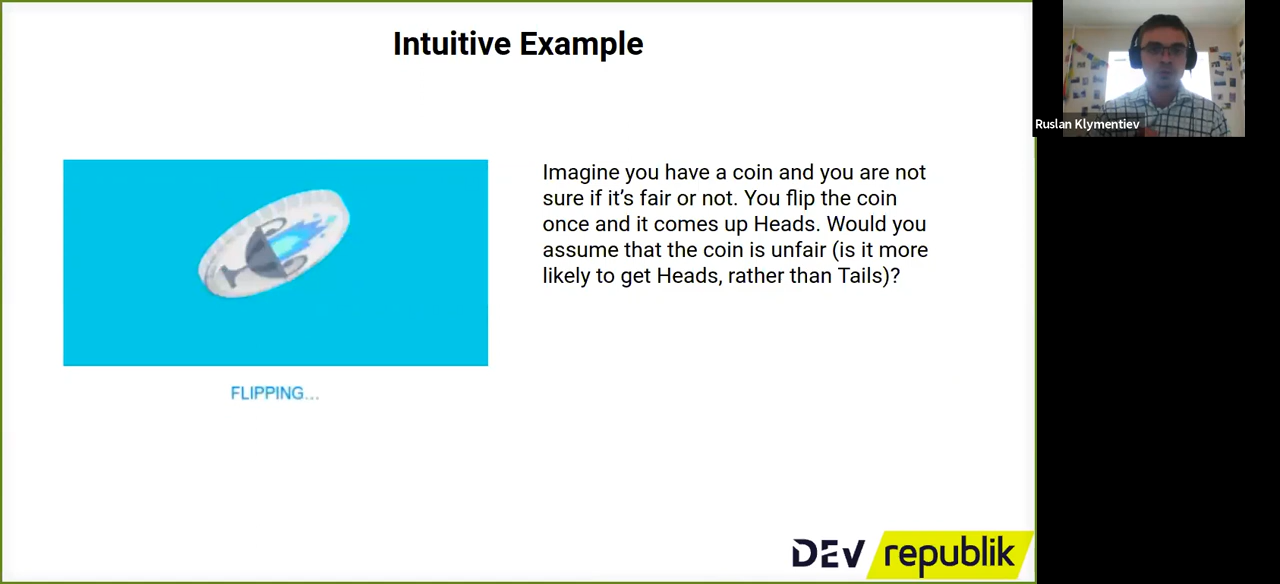 Intuitive Example
Ruslan Klymentiev
Imagine you have a coin and you are not
sure if it’s fair or not. You flip the coin
once and it comes up Heads. Would you
assume that the coin is unfair (is it more
likely to get Heads, rather than Tails)?
FLIPPING...
DEV republik